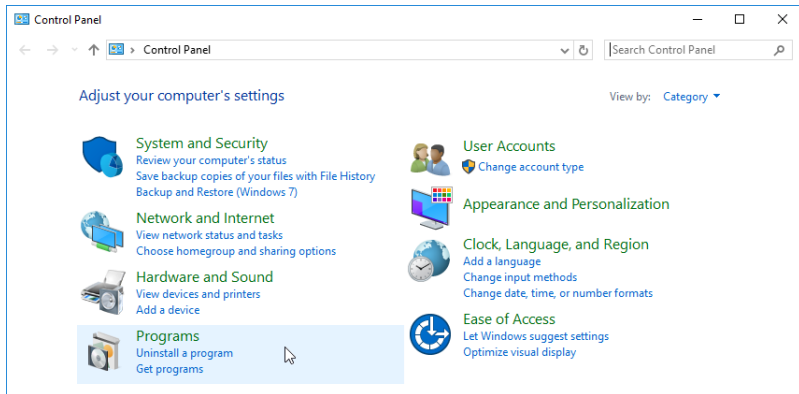 Control Panel
Control Panel
Search Control Panel
Adjust your computer's settings
View by: Category
System and Security
Review your computer's status
Save backup copies of your files with File History
Backup and Restore (Windows 7)
Network and Internet
View network status and tasks
Choose homegroup and sharing options
Hardware and Sound
View devices and printers
Add a device
Programs
Uninstall a program
Get programs
User Accounts
Change account type
Appearance and Personalization
Clock, Language, and Region
Add a language
Change input methods
Change date, time, or number formats
Ease of Access
Let Windows suggest settings
Optimize visual display